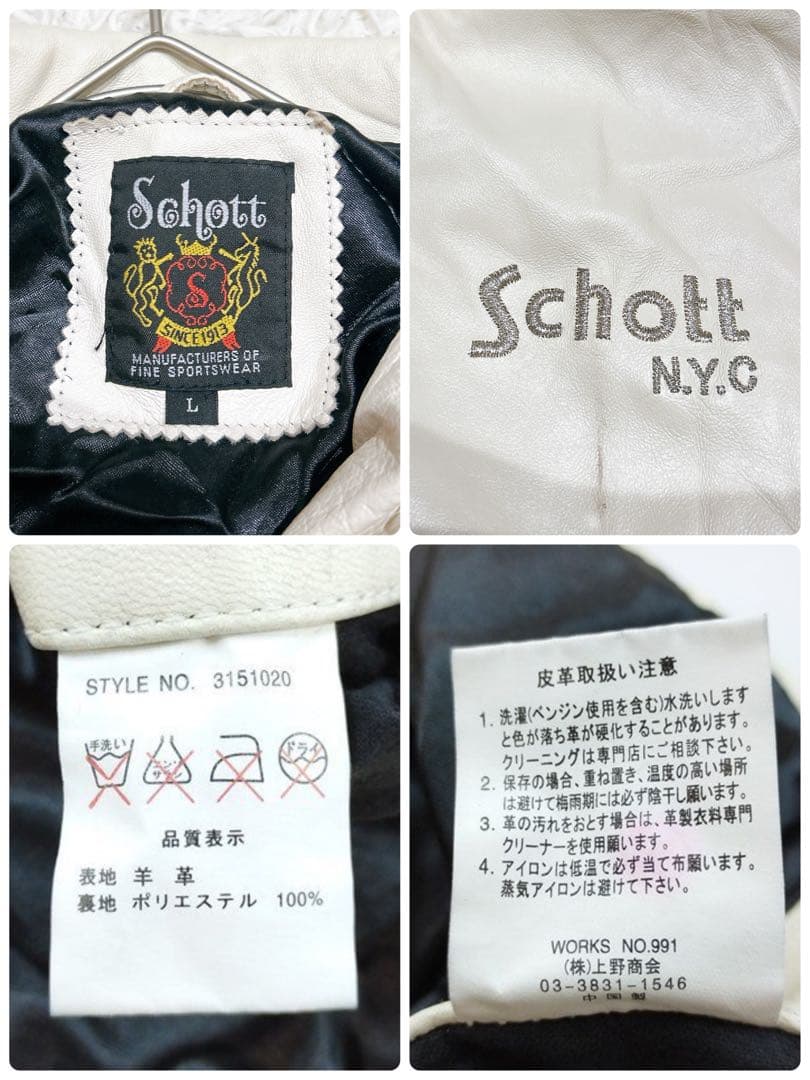 Schott
S
SINCE 1913
MANUFACTURERS OF
FINE SPORTSWEAR
L
Schott
N.Y.C
STYLE NO. 3151020
手洗い
エンソ
サラシ
ドライ
品質表示
表地 羊 革
裏地 ポリエステル 100%
皮革取扱い注意
1. 洗濯(ベンジン使用を含む)水洗いします
と色が落ち革が硬化することがあります。
クリーニングは専門店にご相談下さい。
2. 保存の場合、重ね置き、温度の高い場所
は避けて梅雨期には必ず陰干し願います。
3. 革の汚れをおとす場合は、革製衣料専門
クリーナーを使用願います。
4. アイロンは低温で必ず当て布願います。
蒸気アイロンは避けて下さい。
WORKS NO.991
(株)上野商会
03-3831-1546
中国製